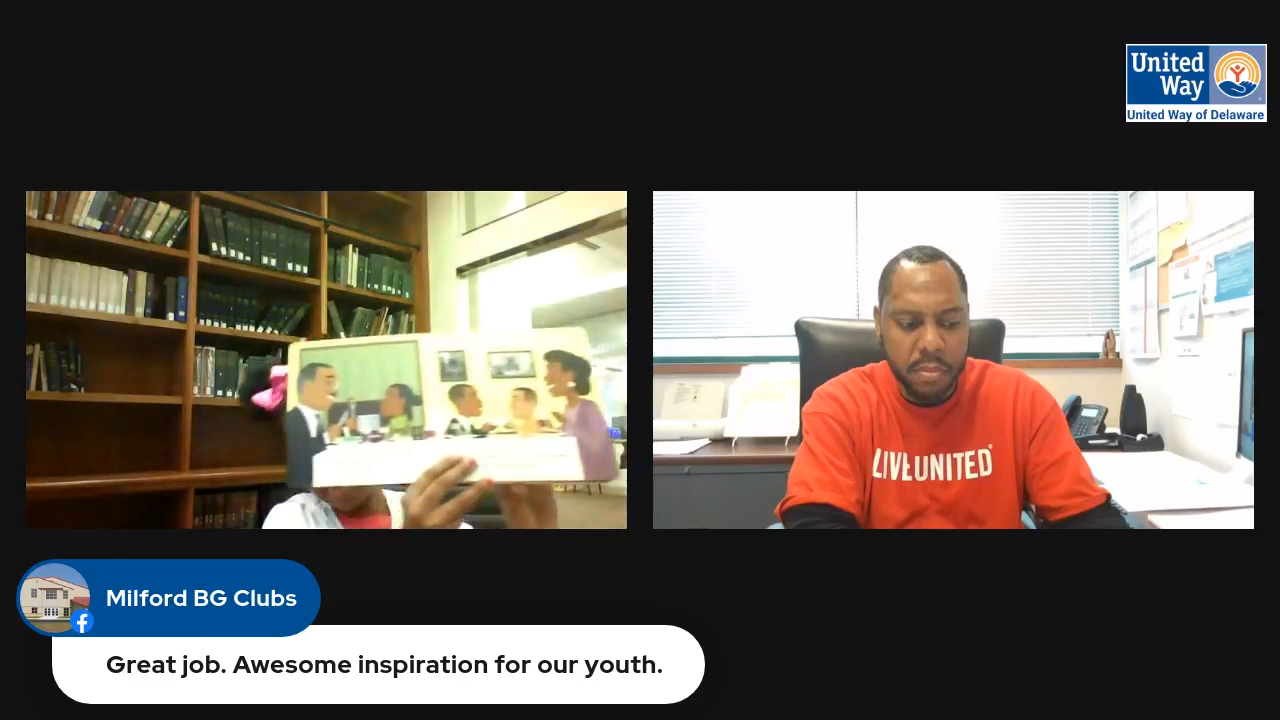 United
Way
United Way of Delaware
LIVE UNITED
Milford BG Clubs
Great job. Awesome inspiration for our youth.